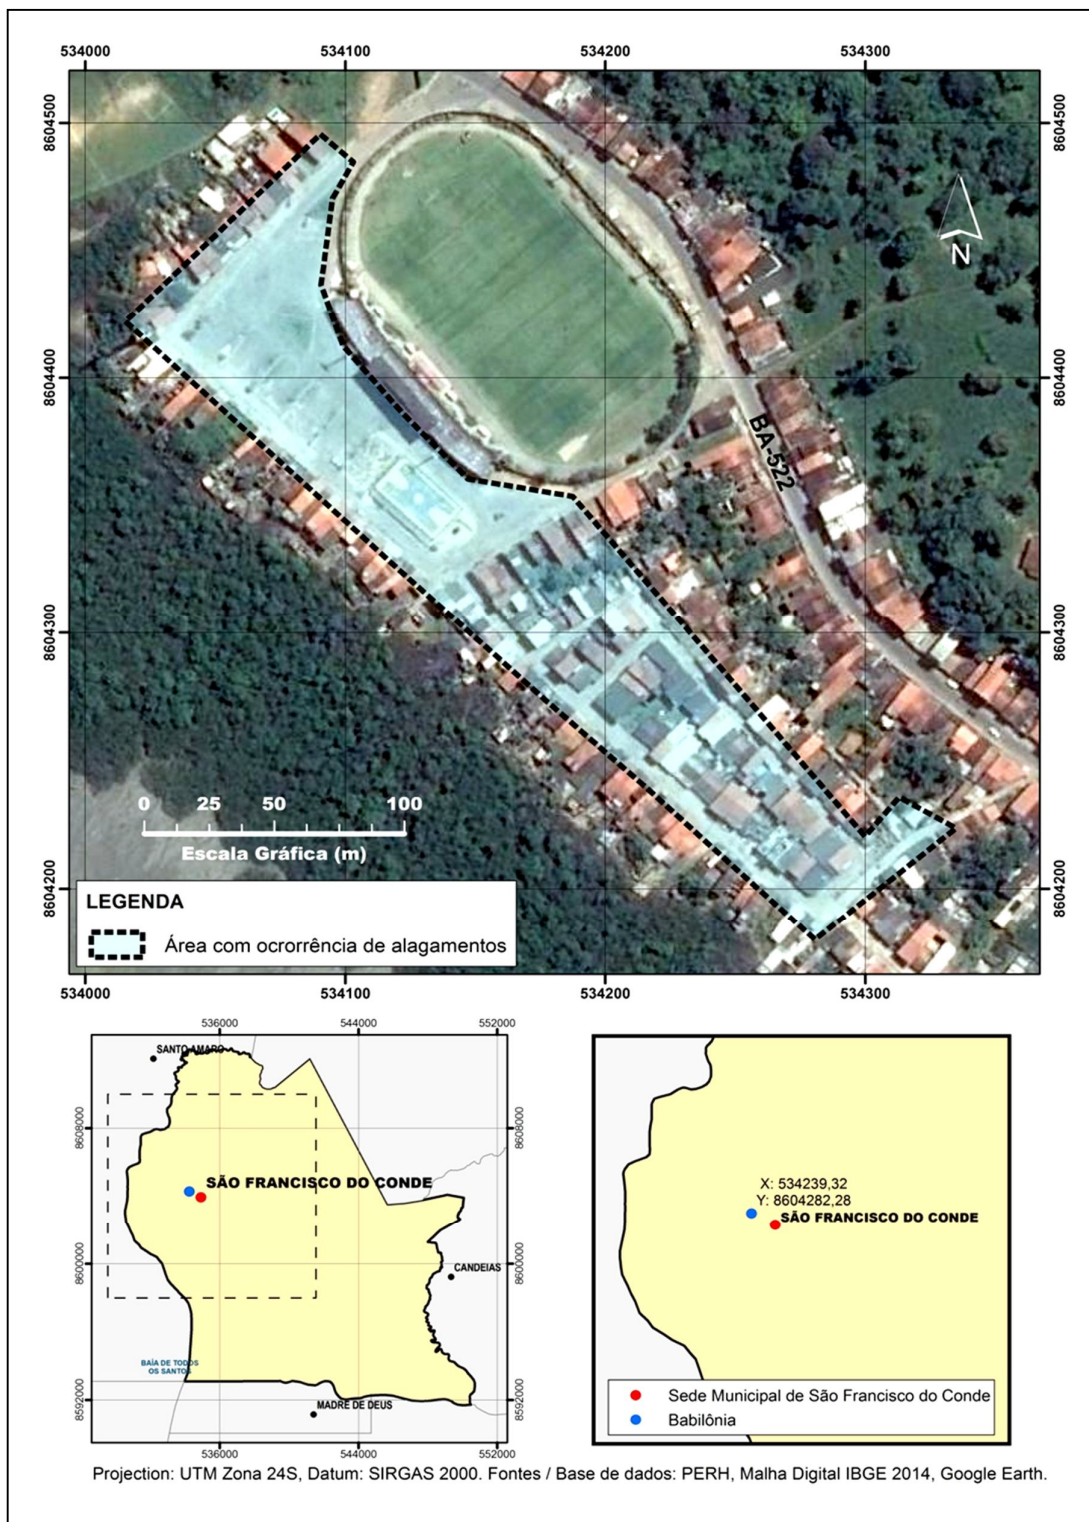 534000 534100 534200 534300
8604500 8604500
N
8604400 8604400
BA-522
8604300 8604300
0 25 50 100
Escala Gráfica (m)
8604200 8604200
LEGENDA
Área com ocrorrência de alagamentos
534000 534100 534200 534300
536000 544000 552000
SANTO AMARO
8608000 8608000
SÃO FRANCISCO DO CONDE
8600000 8600000
CANDEIAS
BAÍA DE TODOS
OS SANTOS
8592000 8592000
MADRE DE DEUS
536000 544000 552000
X: 534239,32
Y: 8604282,28
SÃO FRANCISCO DO CONDE
Sede Municipal de São Francisco do Conde
Babilônia
Projection: UTM Zona 24S, Datum: SIRGAS 2000. Fontes / Base de dados: PERH, Malha Digital IBGE 2014, Google Earth.